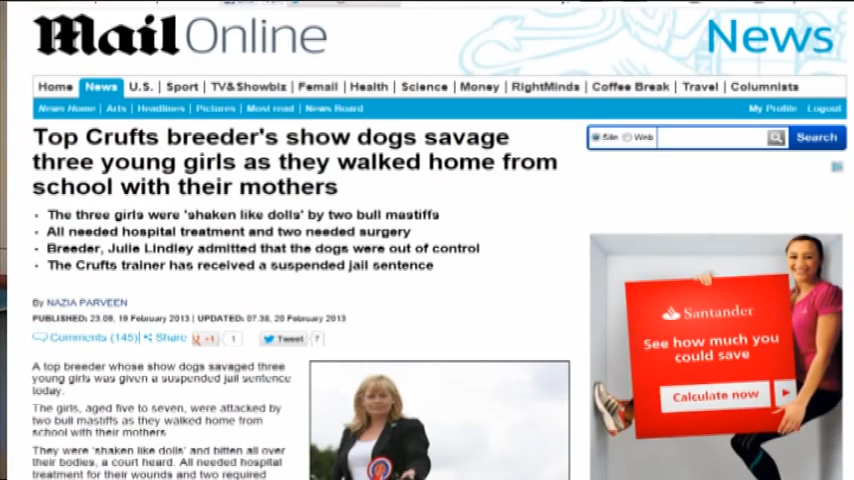 Mail Online
News
Home News U.S. Sport TV&Showbiz Femail Health Science Money RightMinds Coffee Break Travel Columnists
News Home Arts Headlines Pictures Most read News Board My Profile Logout
Top Crufts breeder's show dogs savage
three young girls as they walked home from
school with their mothers
Site Web Search
The three girls were 'shaken like dolls' by two bull mastiffs
All needed hospital treatment and two needed surgery
Breeder, Julie Lindley admitted that the dogs were out of control
The Crufts trainer has received a suspended jail sentence
By NAZIA PARVEEN
PUBLISHED: 23.09, 19 February 2013 | UPDATED: 07.38, 20 February 2013
Comments (145) Share +1 1 Tweet 7
A top breeder whose show dogs savaged three
young girls was given a suspended jail sentence
today.
The girls, aged five to seven, were attacked by
two bull mastiffs as they walked home from
school with their mothers
They were 'shaken like dolls' and bitten all over
their bodies, a court heard. All needed hospital
treatment for their wounds and two required
Santander
See how much you
could save
Calculate now